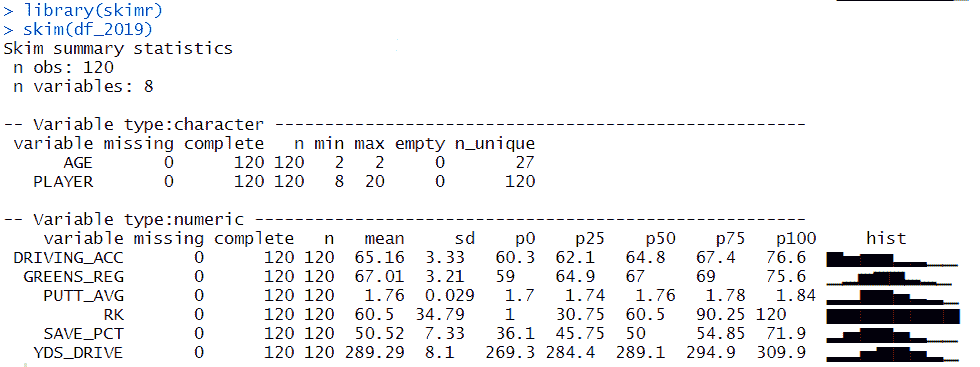 > library(skimr)
> skim(df_2019)
Skim summary statistics
 n obs: 120
 n variables: 8

-- Variable type:character -----------------------------------------------------
 variable missing complete   n min max empty n_unique
      AGE       0      120 120   2   2     0       27
   PLAYER       0      120 120   8  20     0      120

-- Variable type:numeric -------------------------------------------------------
    variable missing complete   n   mean     sd    p0    p25    p50    p75   p100     hist
 DRIVING_ACC       0      120 120  65.16  3.33   60.3  62.1   64.8   67.4    76.6
  GREENS_REG       0      120 120  67.01  3.21   59    64.9   67     69      75.6
    PUTT_AVG       0      120 120   1.76  0.029   1.7   1.74   1.76   1.78    1.84
          RK       0      120 120  60.5  34.79    1    30.75  60.5   90.25 120
    SAVE_PCT       0      120 120  50.52  7.33   36.1  45.75  50     54.85   71.9
   YDS_DRIVE       0      120 120 289.29  8.1   269.3 284.4  289.1  294.9   309.9